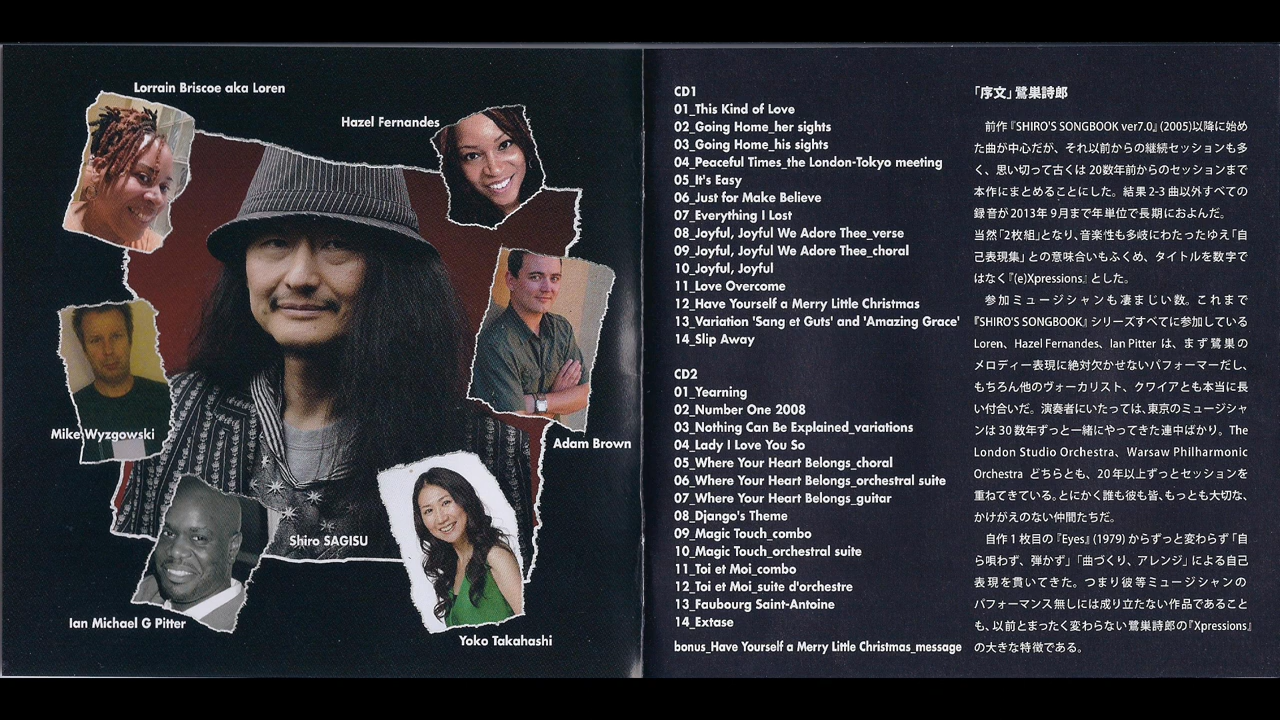 Lorrain Briscoe aka Loren
Hazel Fernandes
Mike Wyzgowski
Adam Brown
Shiro SAGISU
Ian Michael G Pitter
Yoko Takahashi
CD1
01_This Kind of Love
02_Going Home_her sights
03_Going Home_his sights
04_Peaceful Times_the London-Tokyo meeting
05_It's Easy
06_Just for Make Believe
07_Everything I Lost
08_Joyful, Joyful We Adore Thee_verse
09_Joyful, Joyful We Adore Thee_choral
10_Joyful, Joyful
11_Love Overcome
12_Have Yourself a Merry Little Christmas
13_Variation 'Sang et Guts' and 'Amazing Grace'
14_Slip Away
CD2
01_Yearning
02_Number One 2008
03_Nothing Can Be Explained_variations
04_Lady I Love You So
05_Where Your Heart Belongs_choral
06_Where Your Heart Belongs_orchestral suite
07_Where Your Heart Belongs_guitar
08_Django's Theme
09_Magic Touch_combo
10_Magic Touch_orchestral suite
11_Toi et Moi_combo
12_Toi et Moi_suite d'orchestre
13_Faubourg Saint-Antoine
14_Extase
bonus_Have Yourself a Merry Little Christmas_message
「序文」鷺巣詩郎
前作『SHIRO'S SONGBOOK ver7.0』(2005)以降に始め
た曲が中心だが、それ以前からの継続セッションも多
く、思い切って古くは20数年前からのセッションまで
本作にまとめることにした。結果2-3曲以外すべての
録音が2013年9月まで年単位で長期におよんだ。
当然「2枚組」となり、音楽性も多岐にわたったゆえ「自
己表現集」との意味合いもふくめ、タイトルを数字で
はなく『(e)Xpressions』とした。
参加ミュージシャンも凄まじい数。これまで
『SHIRO'S SONGBOOK』シリーズすべてに参加している
Loren、Hazel Fernandes、Ian Pitter は、まず鷺巣の
メロディー表現に絶対欠かせないパフォーマーだし、
もちろん他のヴォーカリスト、クワイアとも本当に長
い付合いだ。演奏者にいたっては、東京のミュージシャ
ンは30数年ずっと一緒にやってきた連中ばかり。The
London Studio Orchestra、Warsaw Philharmonic
Orchestra どちらとも、20年以上ずっとセッションを
重ねてきている。とにかく誰も彼も皆、もっとも大切な、
かけがえのない仲間たちだ。
自作1枚目の『Eyes』(1979)からずっと変わらず「自
ら唄わず、弾かず」「曲づくり、アレンジ」による自己
表現を貫いてきた。つまり彼等ミュージシャンの
パフォーマンス無しには成り立たない作品であること
も、以前とまったく変わらない鷺巣詩郎の『Xpressions』
の大きな特徴である。